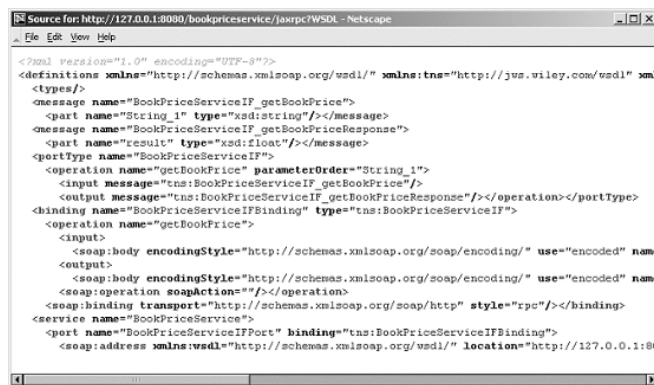 Source for: http://127.0.0.1:8080/bookpriceservice/jaxrpc?WSDL - Netscape
File Edit View Help
<?xml version="1.0" encoding="UTF-8"?>
<definitions xmlns="http://schemas.xmlsoap.org/wsdl/" xmlns:tns="http://jws.wiley.com/wsdl" xml
<types/>
<message name="BookPriceServiceIF_getBookPrice">
<part name="String_1" type="xsd:string"/></message>
<message name="BookPriceServiceIF_getBookPriceResponse">
<part name="result" type="xsd:float"/></message>
<portType name="BookPriceServiceIF">
<operation name="getBookPrice" parameterOrder="String_1">
<input message="tns:BookPriceServiceIF_getBookPrice"/>
<output message="tns:BookPriceServiceIF_getBookPriceResponse"/></operation></portType>
<binding name="BookPriceServiceIFBinding" type="tns:BookPriceServiceIF">
<operation name="getBookPrice">
<input>
<soap:body encodingStyle="http://schemas.xmlsoap.org/soap/encoding/" use="encoded" name
<output>
<soap:body encodingStyle="http://schemas.xmlsoap.org/soap/encoding/" use="encoded" name
<soap:operation soapAction=""/></operation>
<soap:binding transport="http://schemas.xmlsoap.org/soap/http" style="rpc"/></binding>
<service name="BookPriceService">
<port name="BookPriceServiceIFPort" binding="tns:BookPriceServiceIFBinding">
<soap:address xmlns:wsdl="http://schemas.xmlsoap.org/wsdl/" location="http://127.0.0.1:80